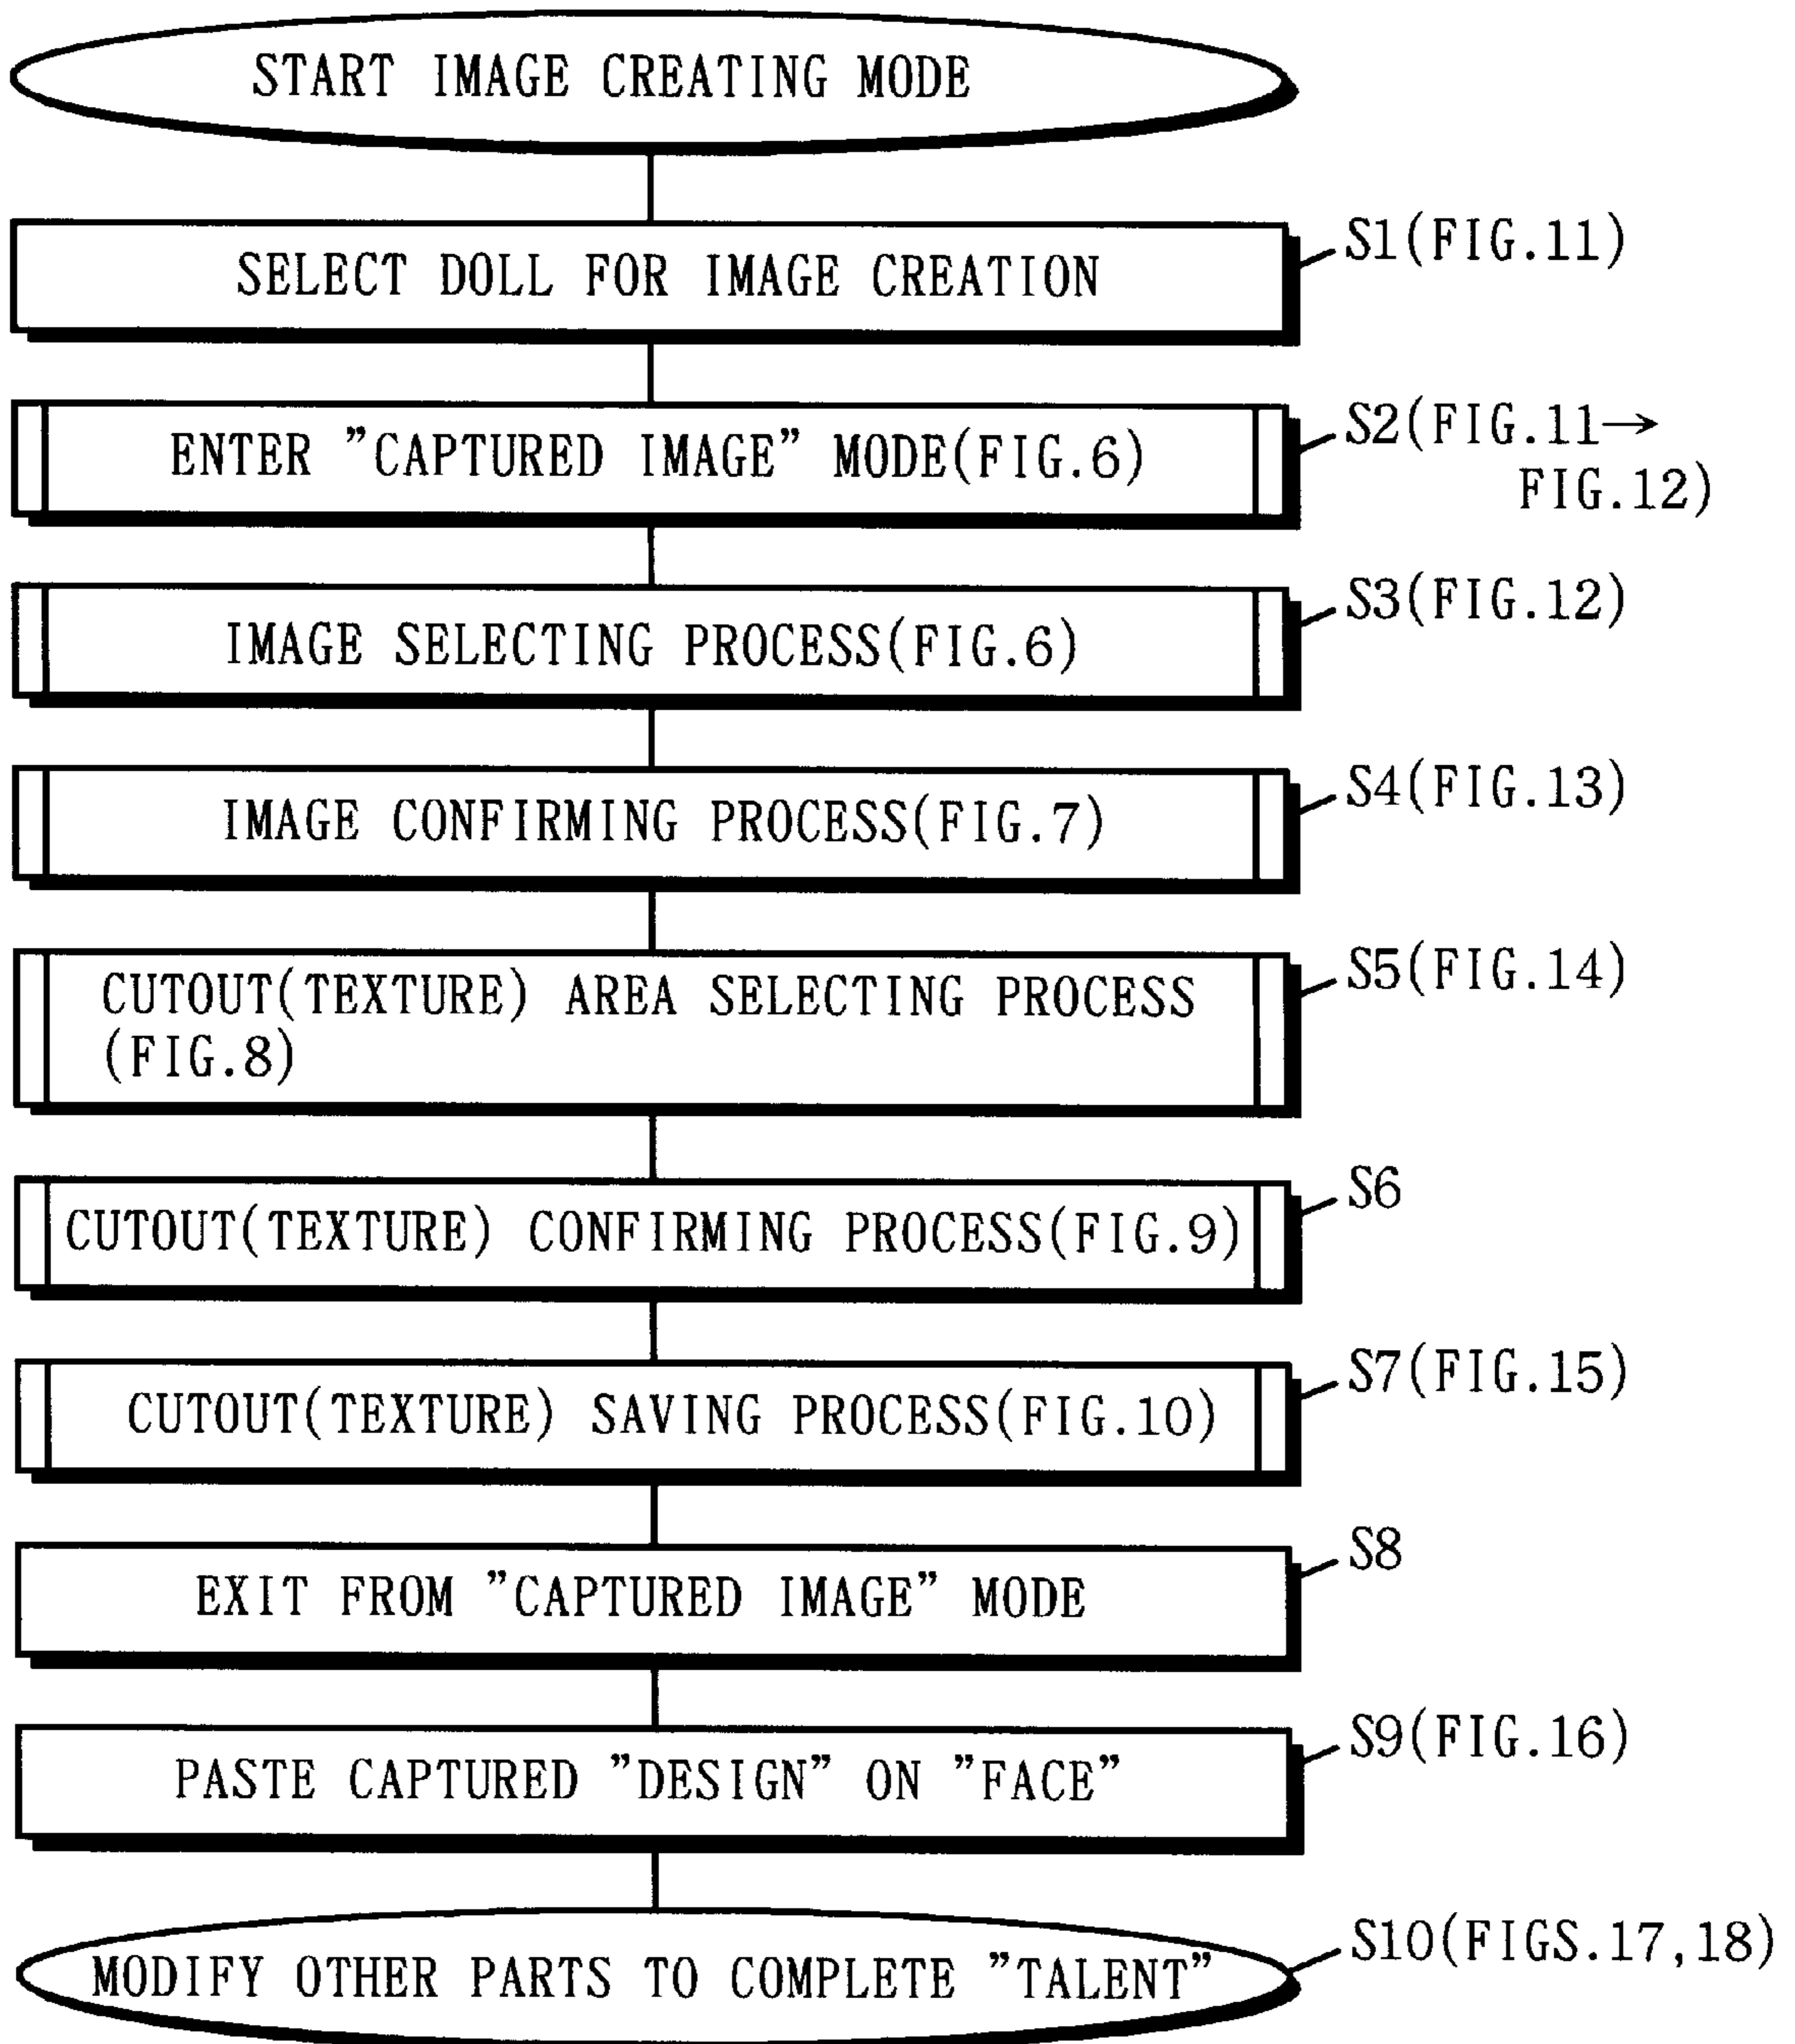 START IMAGE CREATING MODE
SELECT DOLL FOR IMAGE CREATION
S1(FIG.11)
ENTER ”CAPTURED IMAGE” MODE(FIG.6)
S2(FIG.11→
FIG.12)
IMAGE SELECTING PROCESS(FIG.6)
S3(FIG.12)
IMAGE CONFIRMING PROCESS(FIG.7)
S4(FIG.13)
CUTOUT(TEXTURE) AREA SELECTING PROCESS
(FIG.8)
S5(FIG.14)
CUTOUT(TEXTURE) CONFIRMING PROCESS(FIG.9)
S6
CUTOUT(TEXTURE) SAVING PROCESS(FIG.10)
S7(FIG.15)
EXIT FROM ”CAPTURED IMAGE” MODE
S8
PASTE CAPTURED ”DESIGN” ON ”FACE”
S9(FIG.16)
MODIFY OTHER PARTS TO COMPLETE ”TALENT”
S10(FIGS.17,18)